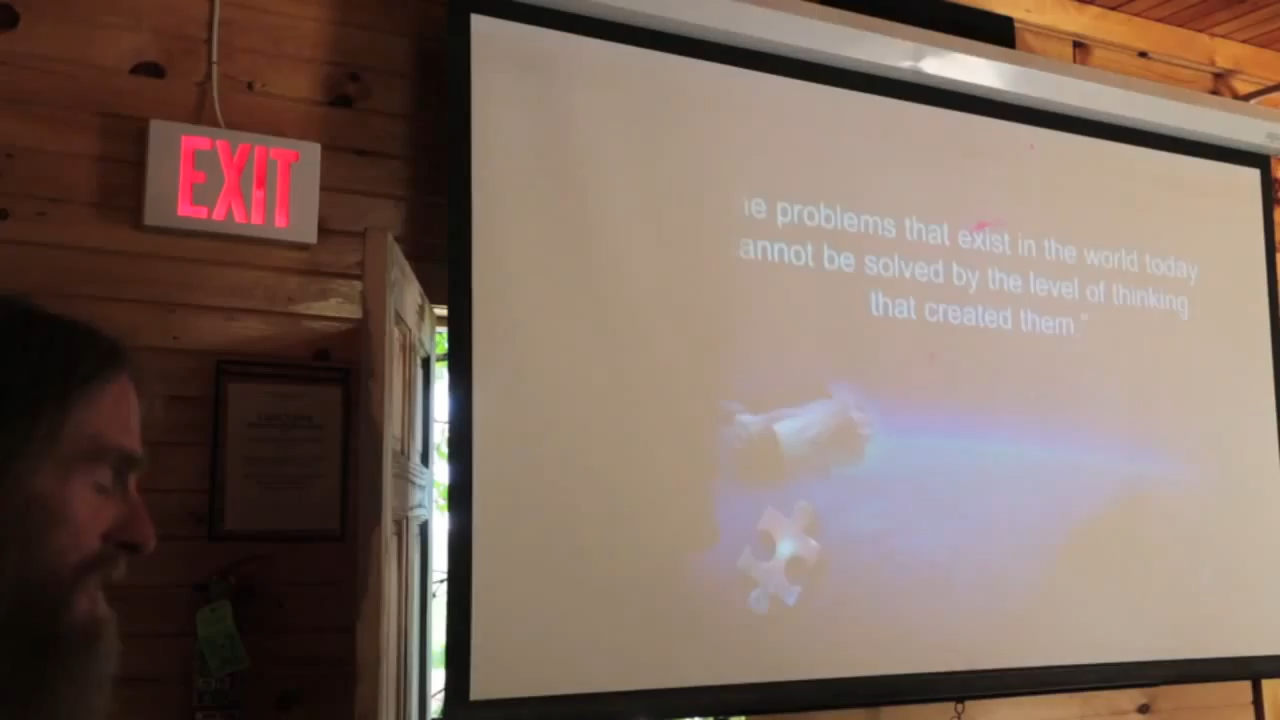 EXIT
e problems that exist in the world today
annot be solved by the level of thinking
that created them."